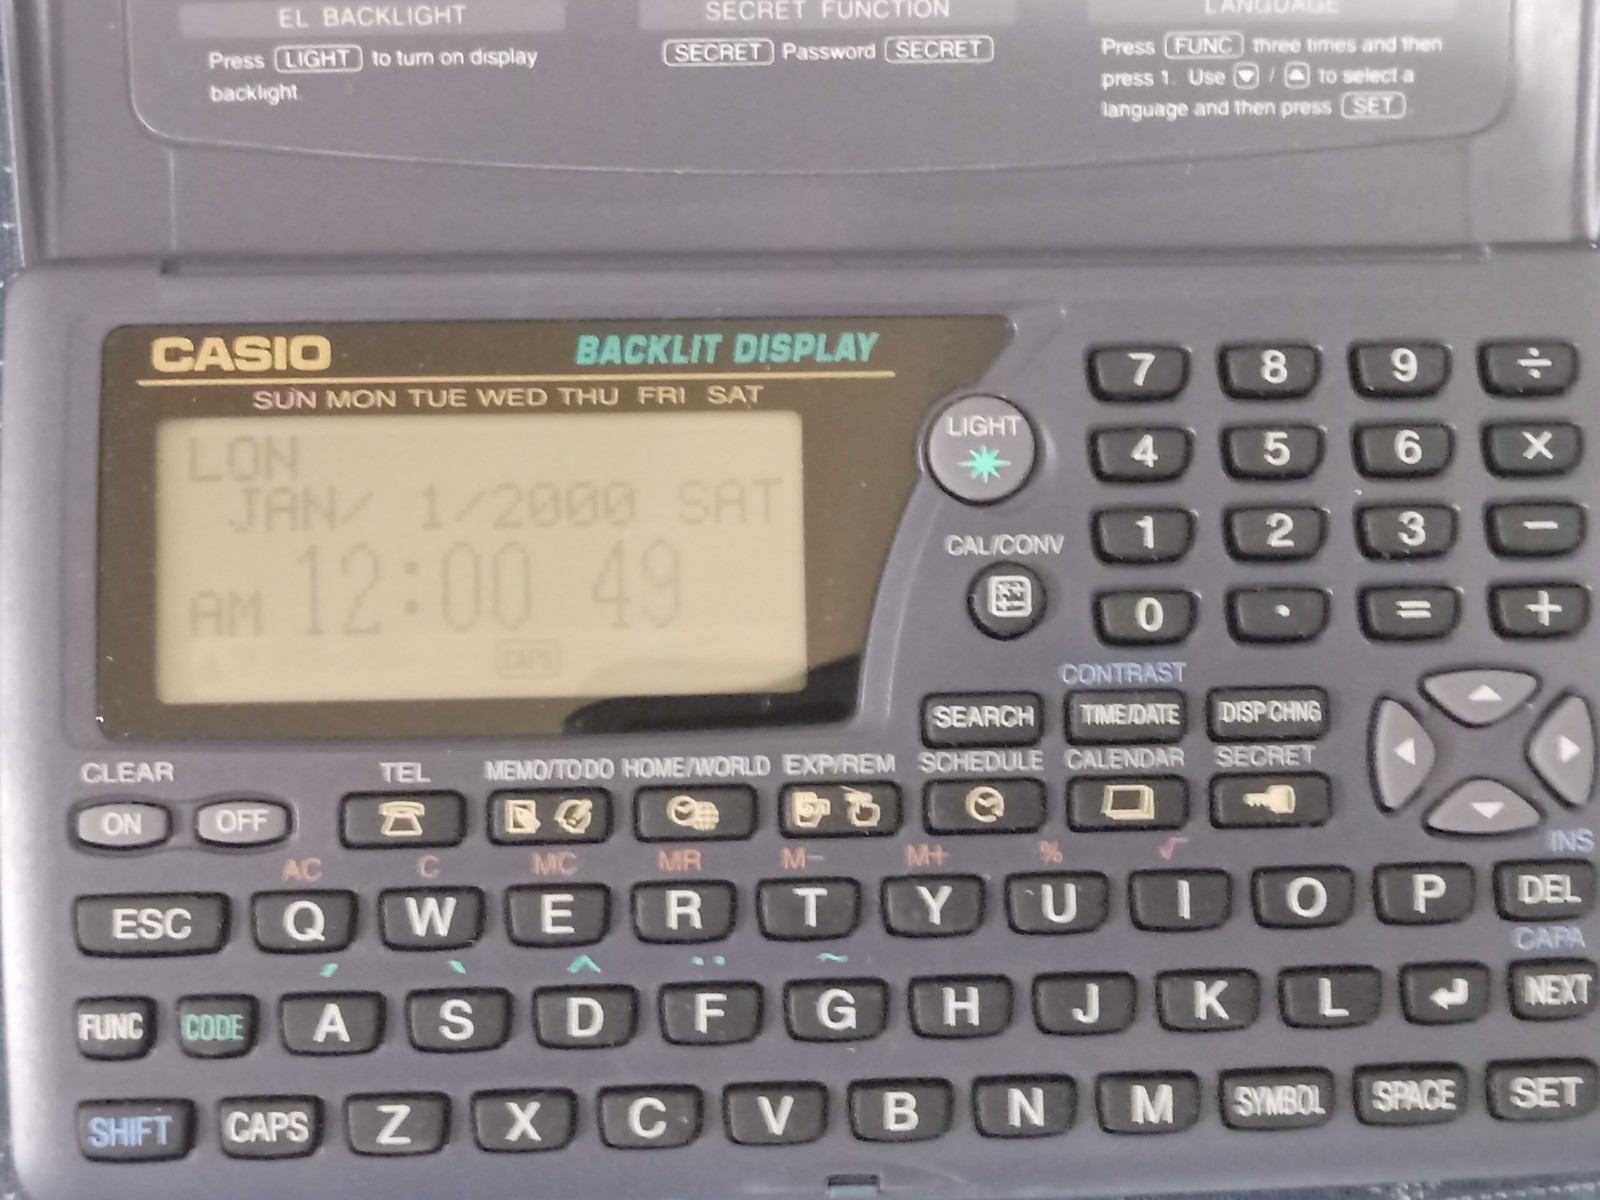 EL BACKLIGHT
Press LIGHT to turn on display
backlight.
SECRET FUNCTION
SECRET Password SECRET
LANGUAGE
Press FUNC three times and then
press 1. Use ▼ / ▲ to select a
language and then press SET.
CASIO BACKLIT DISPLAY
SUN MON TUE WED THU FRI SAT
LON
JAN/ 1/2000 SAT
AM 12:00 49
CAPS
LIGHT
CAL/CONV
7 8 9 ÷
4 5 6 ×
1 2 3 −
0 . = +
CONTRAST
SEARCH TIME/DATE DISP CHNG
CLEAR TEL MEMO/TO DO HOME/WORLD EXP/REM SCHEDULE CALENDAR SECRET
ON OFF
AC C MC MR M− M+ % √ INS
ESC Q W E R T Y U I O P DEL
´ ` ^ ¨ ~ CAPA
FUNC CODE A S D F G H J K L ↵ NEXT
SHIFT CAPS Z X C V B N M SYMBOL SPACE SET